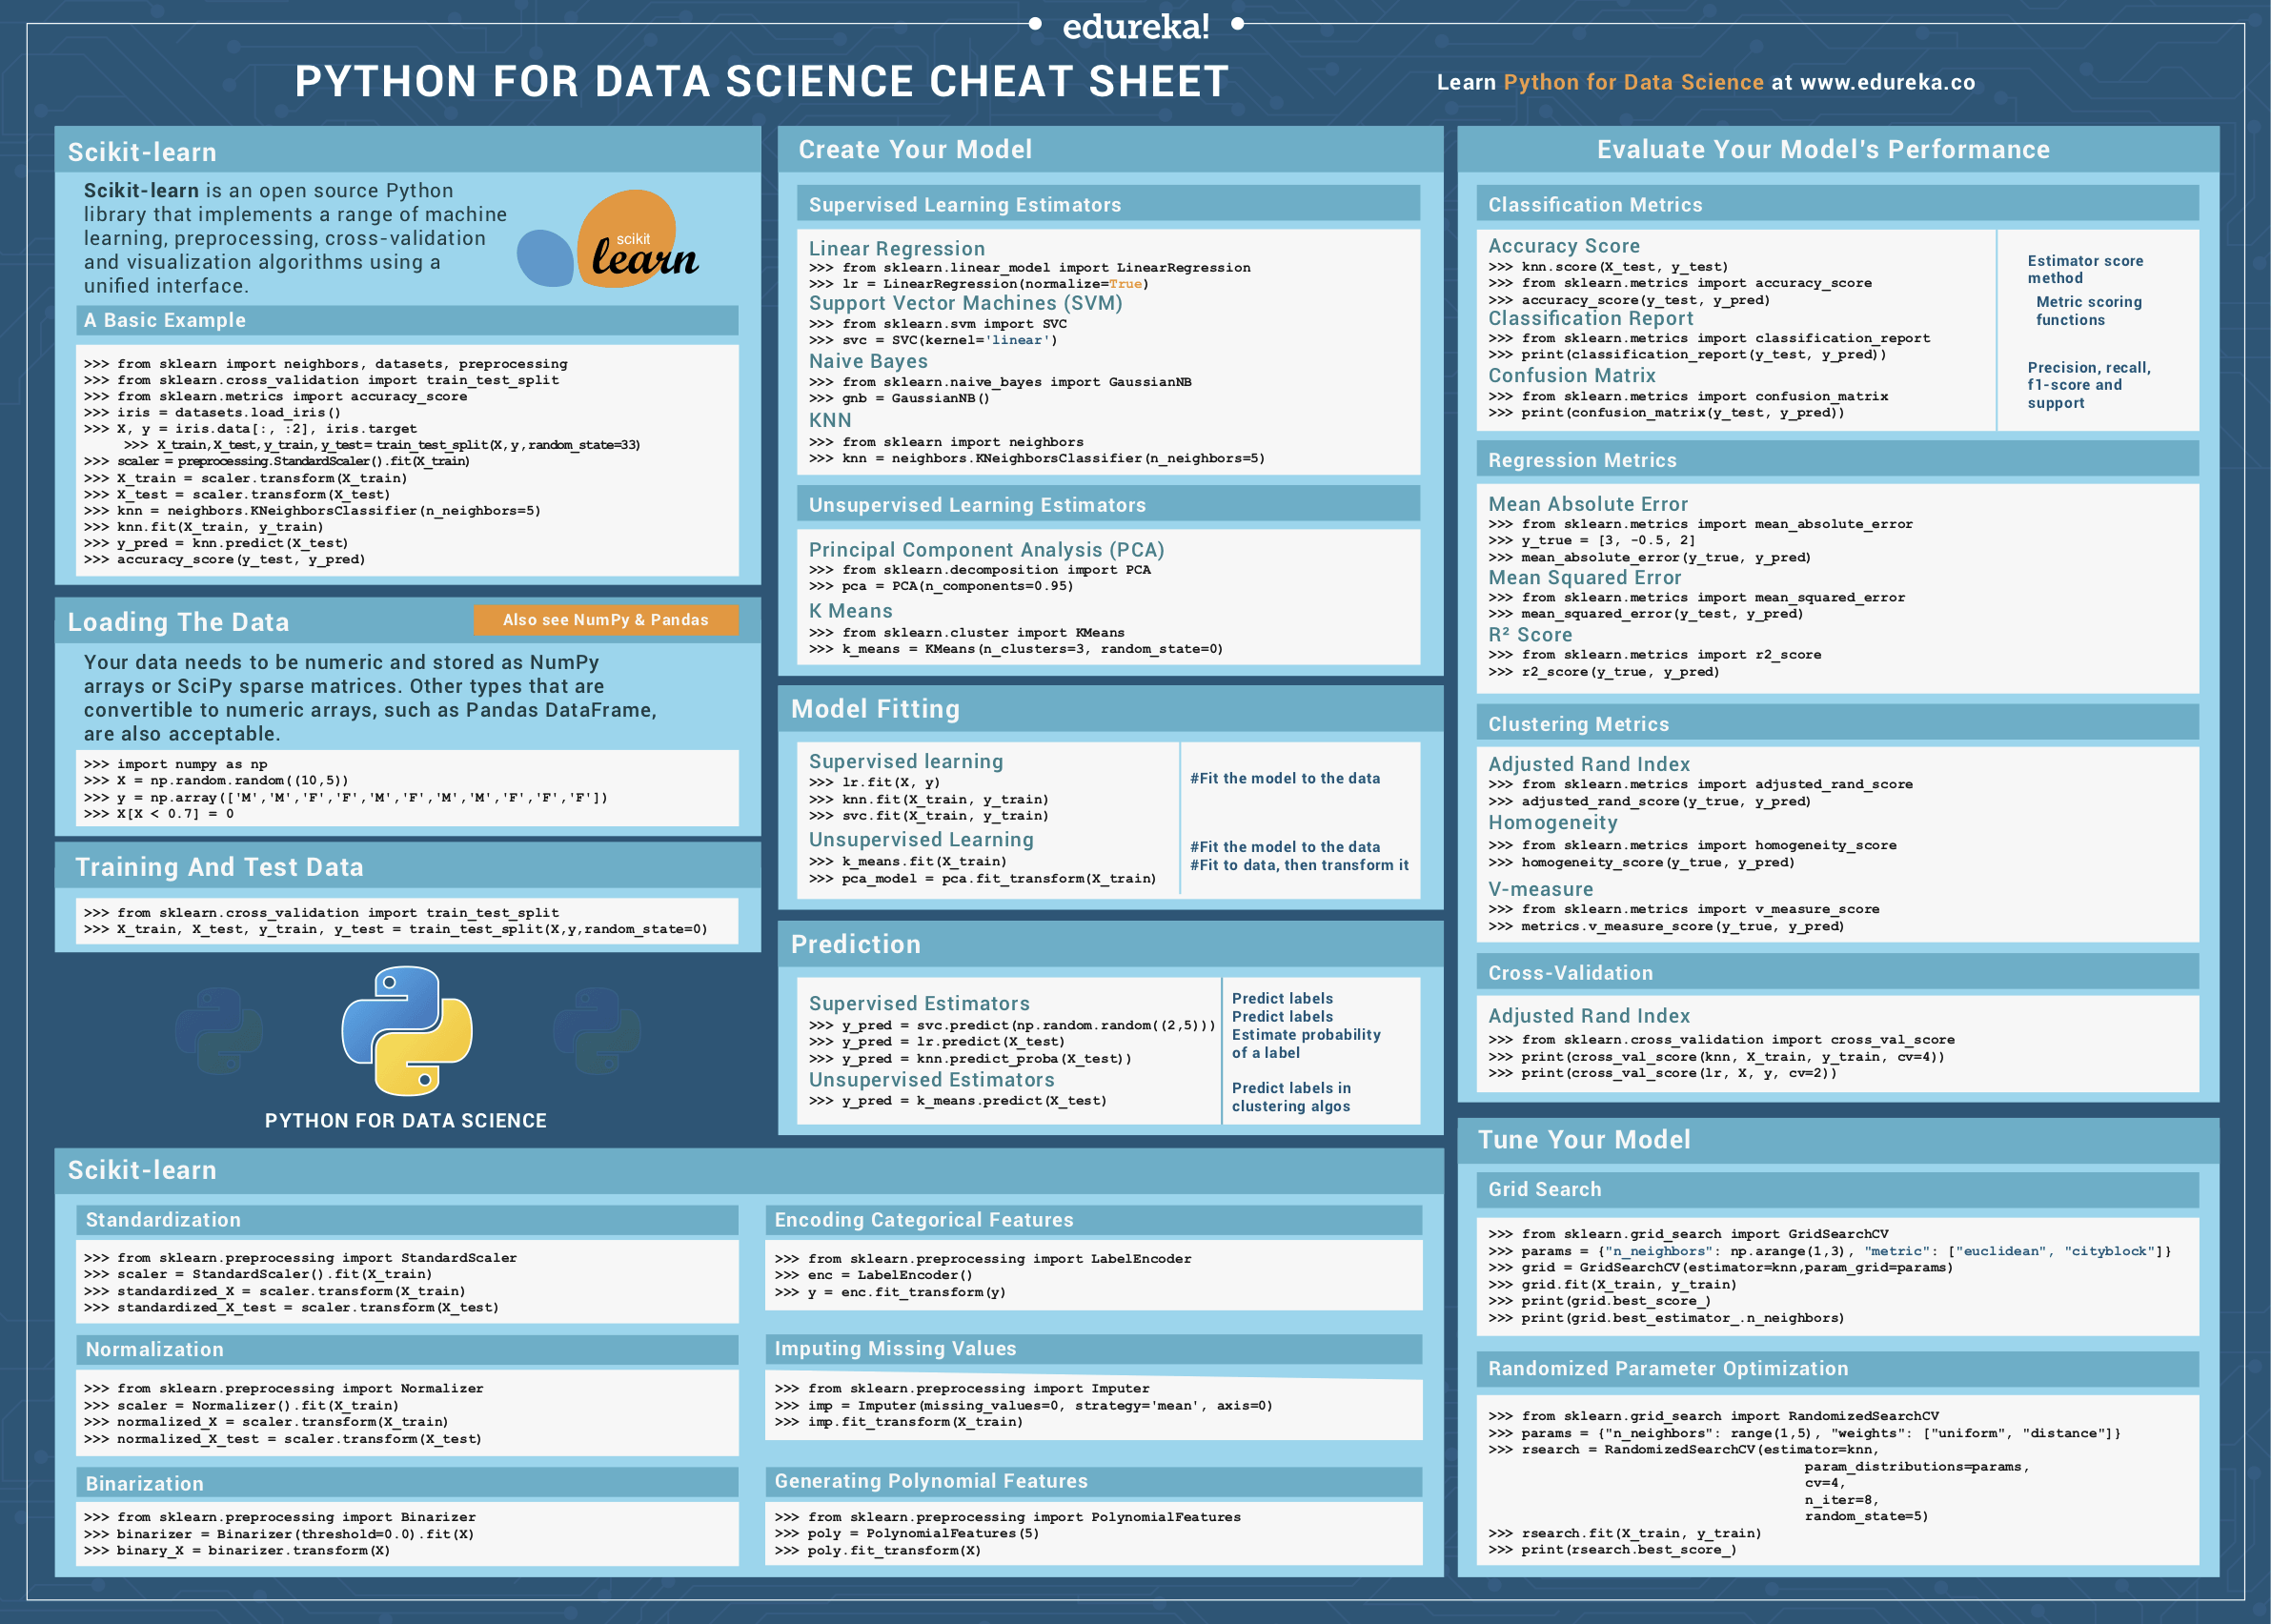 edureka!
PYTHON FOR DATA SCIENCE CHEAT SHEET
Learn Python for Data Science at www.edureka.co
Scikit-learn
Scikit-learn is an open source Python
library that implements a range of machine
learning, preprocessing, cross-validation
and visualization algorithms using a
unified interface.
scikit
learn
A Basic Example
>>> from sklearn import neighbors, datasets, preprocessing
>>> from sklearn.cross_validation import train_test_split
>>> from sklearn.metrics import accuracy_score
>>> iris = datasets.load_iris()
>>> X, y = iris.data[:, :2], iris.target
>>> X_train,X_test,y_train,y_test=train_test_split(X,y,random_state=33)
>>> scaler = preprocessing.StandardScaler().fit(X_train)
>>> X_train = scaler.transform(X_train)
>>> X_test = scaler.transform(X_test)
>>> knn = neighbors.KNeighborsClassifier(n_neighbors=5)
>>> knn.fit(X_train, y_train)
>>> y_pred = knn.predict(X_test)
>>> accuracy_score(y_test, y_pred)
Loading The Data
Also see NumPy & Pandas
Your data needs to be numeric and stored as NumPy
arrays or SciPy sparse matrices. Other types that are
convertible to numeric arrays, such as Pandas DataFrame,
are also acceptable.
>>> import numpy as np
>>> X = np.random.random((10,5))
>>> y = np.array(['M','M','F','F','M','F','M','M','F','F','F'])
>>> X[X < 0.7] = 0
Training And Test Data
>>> from sklearn.cross_validation import train_test_split
>>> X_train, X_test, y_train, y_test = train_test_split(X,y,random_state=0)
PYTHON FOR DATA SCIENCE
Create Your Model
Supervised Learning Estimators
Linear Regression
>>> from sklearn.linear_model import LinearRegression
>>> lr = LinearRegression(normalize=True)
Support Vector Machines (SVM)
>>> from sklearn.svm import SVC
>>> svc = SVC(kernel='linear')
Naive Bayes
>>> from sklearn.naive_bayes import GaussianNB
>>> gnb = GaussianNB()
KNN
>>> from sklearn import neighbors
>>> knn = neighbors.KNeighborsClassifier(n_neighbors=5)
Unsupervised Learning Estimators
Principal Component Analysis (PCA)
>>> from sklearn.decomposition import PCA
>>> pca = PCA(n_components=0.95)
K Means
>>> from sklearn.cluster import KMeans
>>> k_means = KMeans(n_clusters=3, random_state=0)
Model Fitting
Supervised learning
>>> lr.fit(X, y)
>>> knn.fit(X_train, y_train)
>>> svc.fit(X_train, y_train)
Unsupervised Learning
>>> k_means.fit(X_train)
>>> pca_model = pca.fit_transform(X_train)
#Fit the model to the data
#Fit the model to the data
#Fit to data, then transform it
Prediction
Supervised Estimators
>>> y_pred = svc.predict(np.random.random((2,5)))
>>> y_pred = lr.predict(X_test)
>>> y_pred = knn.predict_proba(X_test))
Unsupervised Estimators
>>> y_pred = k_means.predict(X_test)
Predict labels
Predict labels
Estimate probability
of a label
Predict labels in
clustering algos
Scikit-learn
Standardization
>>> from sklearn.preprocessing import StandardScaler
>>> scaler = StandardScaler().fit(X_train)
>>> standardized_X = scaler.transform(X_train)
>>> standardized_X_test = scaler.transform(X_test)
Normalization
>>> from sklearn.preprocessing import Normalizer
>>> scaler = Normalizer().fit(X_train)
>>> normalized_X = scaler.transform(X_train)
>>> normalized_X_test = scaler.transform(X_test)
Binarization
>>> from sklearn.preprocessing import Binarizer
>>> binarizer = Binarizer(threshold=0.0).fit(X)
>>> binary_X = binarizer.transform(X)
Encoding Categorical Features
>>> from sklearn.preprocessing import LabelEncoder
>>> enc = LabelEncoder()
>>> y = enc.fit_transform(y)
Imputing Missing Values
>>> from sklearn.preprocessing import Imputer
>>> imp = Imputer(missing_values=0, strategy='mean', axis=0)
>>> imp.fit_transform(X_train)
Generating Polynomial Features
>>> from sklearn.preprocessing import PolynomialFeatures
>>> poly = PolynomialFeatures(5)
>>> poly.fit_transform(X)
Evaluate Your Model's Performance
Classification Metrics
Accuracy Score
>>> knn.score(X_test, y_test)
>>> from sklearn.metrics import accuracy_score
>>> accuracy_score(y_test, y_pred)
Classification Report
>>> from sklearn.metrics import classification_report
>>> print(classification_report(y_test, y_pred))
Confusion Matrix
>>> from sklearn.metrics import confusion_matrix
>>> print(confusion_matrix(y_test, y_pred))
Estimator score
method
Metric scoring
functions
Precision, recall,
f1-score and
support
Regression Metrics
Mean Absolute Error
>>> from sklearn.metrics import mean_absolute_error
>>> y_true = [3, -0.5, 2]
>>> mean_absolute_error(y_true, y_pred)
Mean Squared Error
>>> from sklearn.metrics import mean_squared_error
>>> mean_squared_error(y_test, y_pred)
R² Score
>>> from sklearn.metrics import r2_score
>>> r2_score(y_true, y_pred)
Clustering Metrics
Adjusted Rand Index
>>> from sklearn.metrics import adjusted_rand_score
>>> adjusted_rand_score(y_true, y_pred)
Homogeneity
>>> from sklearn.metrics import homogeneity_score
>>> homogeneity_score(y_true, y_pred)
V-measure
>>> from sklearn.metrics import v_measure_score
>>> metrics.v_measure_score(y_true, y_pred)
Cross-Validation
Adjusted Rand Index
>>> from sklearn.cross_validation import cross_val_score
>>> print(cross_val_score(knn, X_train, y_train, cv=4))
>>> print(cross_val_score(lr, X, y, cv=2))
Tune Your Model
Grid Search
>>> from sklearn.grid_search import GridSearchCV
>>> params = {"n_neighbors": np.arange(1,3), "metric": ["euclidean", "cityblock"]}
>>> grid = GridSearchCV(estimator=knn,param_grid=params)
>>> grid.fit(X_train, y_train)
>>> print(grid.best_score_)
>>> print(grid.best_estimator_.n_neighbors)
Randomized Parameter Optimization
>>> from sklearn.grid_search import RandomizedSearchCV
>>> params = {"n_neighbors": range(1,5), "weights": ["uniform", "distance"]}
>>> rsearch = RandomizedSearchCV(estimator=knn,
param_distributions=params,
cv=4,
n_iter=8,
random_state=5)
>>> rsearch.fit(X_train, y_train)
>>> print(rsearch.best_score_)